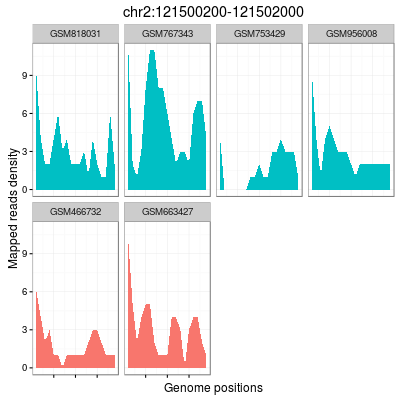 chr2:121500200-121502000
GSM818031 GSM767343 GSM753429 GSM956008
9
6
3
0
GSM466732 GSM663427
9
6
3
0
Mapped reads density
Genome positions